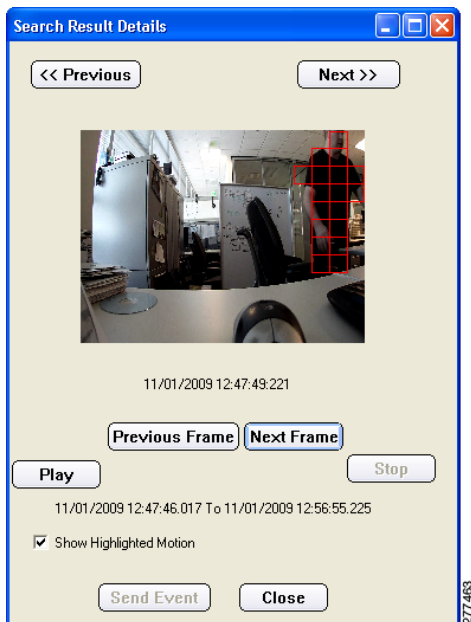 Search Result Details
<< Previous
Next >>
11/01/2009 12:47:49:221
Previous Frame
Next Frame
Play
Stop
11/01/2009 12:47:46.017 To 11/01/2009 12:56:55.225
Show Highlighted Motion
Send Event
Close
277463